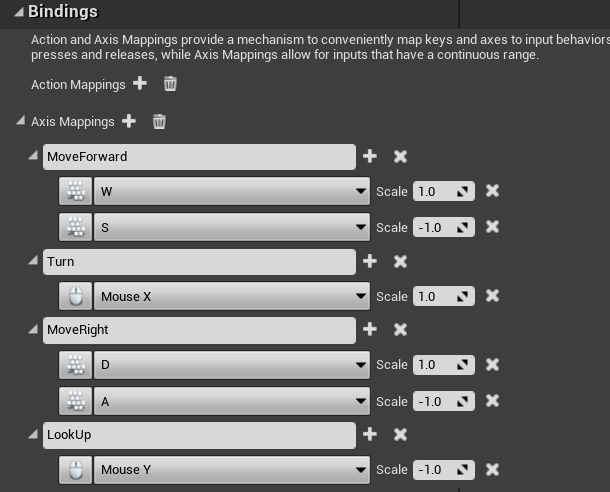 Bindings
Action and Axis Mappings provide a mechanism to conveniently map keys and axes to input behaviors
presses and releases, while Axis Mappings allow for inputs that have a continuous range.
Action Mappings
Axis Mappings
MoveForward
W Scale 1.0
S Scale -1.0
Turn
Mouse X Scale 1.0
MoveRight
D Scale 1.0
A Scale -1.0
LookUp
Mouse Y Scale -1.0